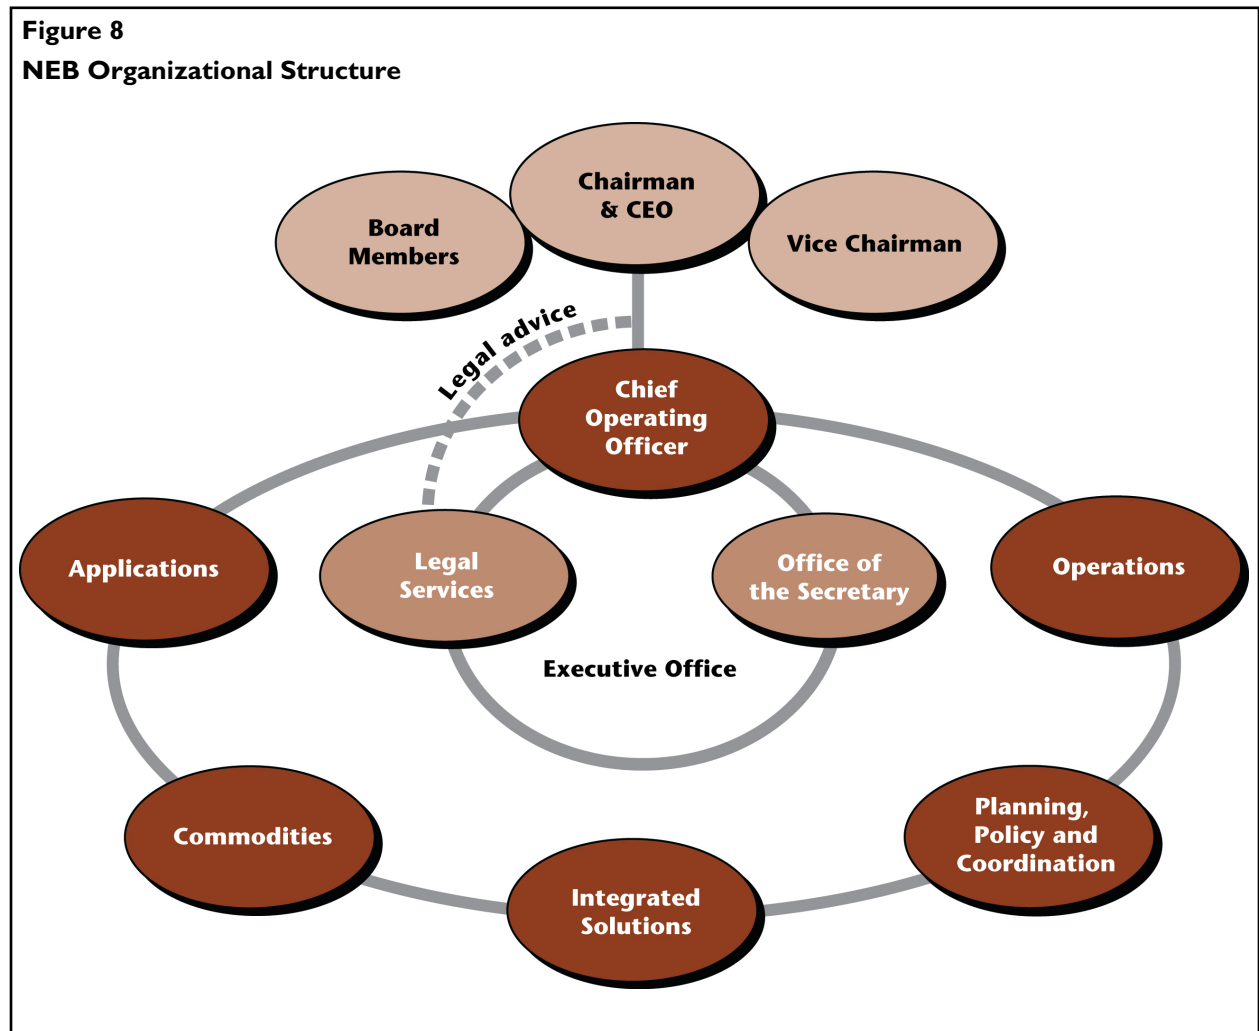 Figure 8
NEB Organizational Structure
Chairman
& CEO
Board
Members
Vice Chairman
Legal advice
Chief
Operating
Officer
Applications
Legal
Services
Office of
the Secretary
Operations
Executive Office
Commodities
Planning,
Policy and
Coordination
Integrated
Solutions